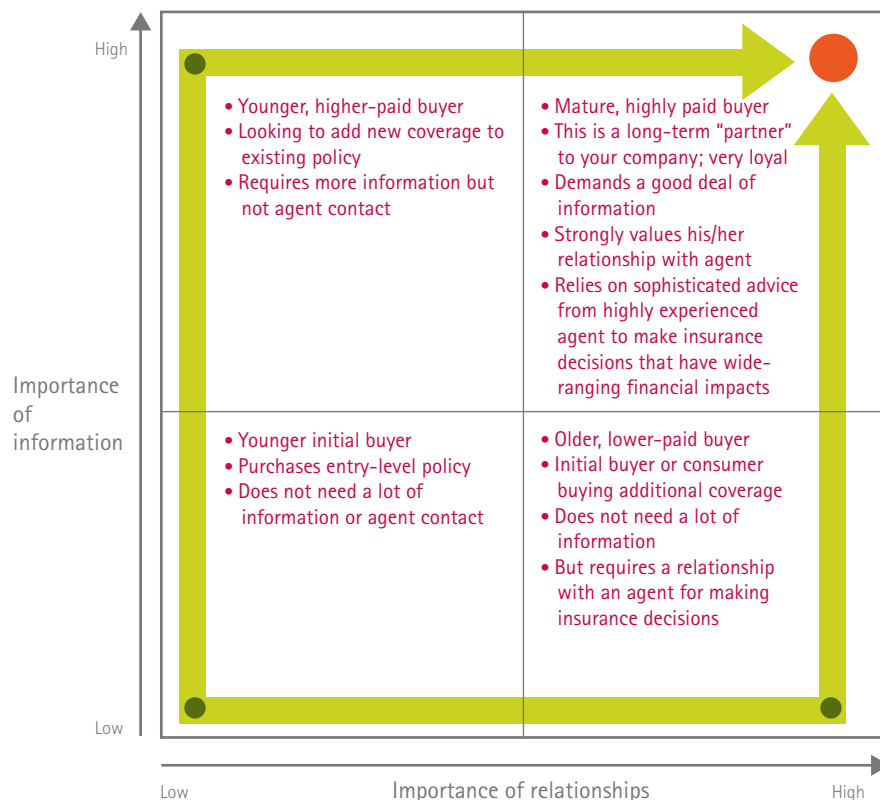 High
• Younger, higher-paid buyer
• Looking to add new coverage to
existing policy
• Requires more information but
not agent contact
• Mature, highly paid buyer
• This is a long-term “partner”
to your company; very loyal
• Demands a good deal of
information
• Strongly values his/her
relationship with agent
• Relies on sophisticated advice
from highly experienced
agent to make insurance
decisions that have wide-
ranging financial impacts
Importance
of
information
• Younger initial buyer
• Purchases entry-level policy
• Does not need a lot of
information or agent contact
• Older, lower-paid buyer
• Initial buyer or consumer
buying additional coverage
• Does not need a lot of
information
• But requires a relationship
with an agent for making
insurance decisions
Low
Low
Importance of relationships
High